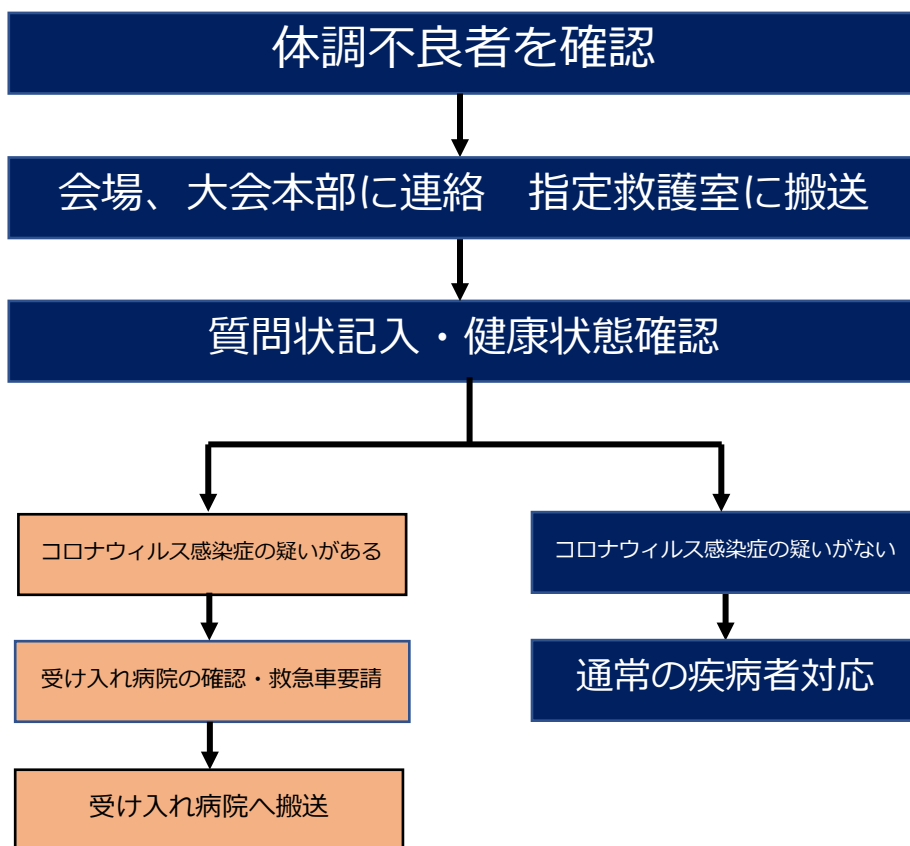 体調不良者を確認
会場、大会本部に連絡　指定救護室に搬送
質問状記入・健康状態確認
コロナウィルス感染症の疑いがある
コロナウィルス感染症の疑いがない
受け入れ病院の確認・救急車要請
通常の疾病者対応
受け入れ病院へ搬送